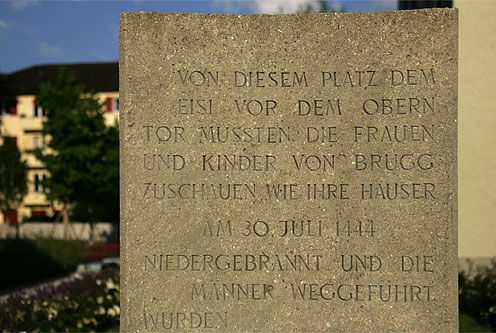 VON DIESEM PLATZ DEM
EISI VOR DEM OBERN
TOR MUSSTEN DIE FRAUEN
UND KINDER VON BRUGG
ZUSCHAUEN WIE IHRE HÄUSER
AM 30. JULI 1444
NIEDERGEBRANNT UND DIE
MÄNNER WEGGEFÜHRT
WURDEN